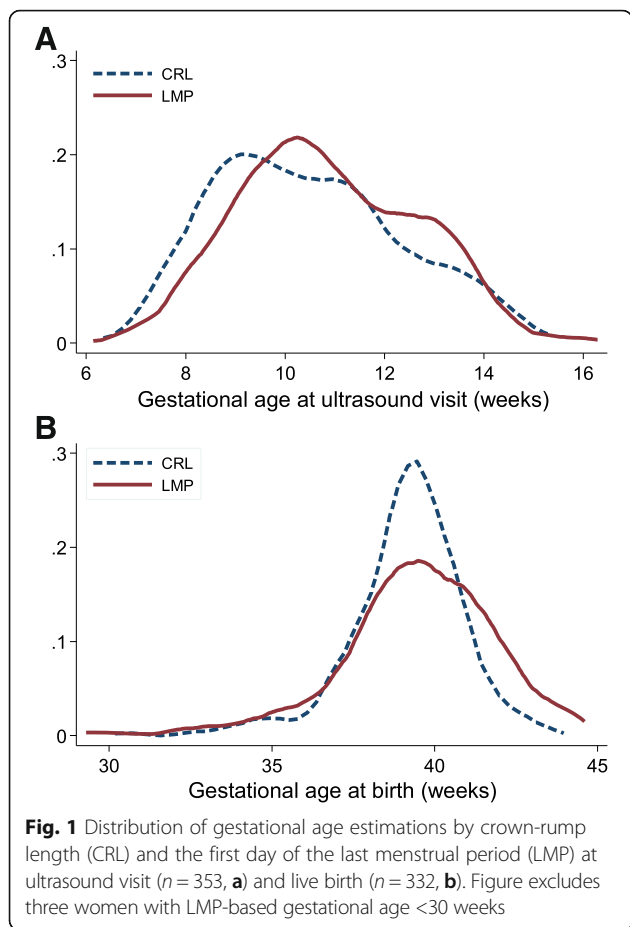 A
.3
CRL
LMP
.2
.1
0
6 8 10 12 14 16
Gestational age at ultrasound visit (weeks)
B
.3
CRL
LMP
.2
.1
0
30 35 40 45
Gestational age at birth (weeks)
Fig. 1 Distribution of gestational age estimations by crown-rump
length (CRL) and the first day of the last menstrual period (LMP) at
ultrasound visit (n = 353, a) and live birth (n = 332, b). Figure excludes
three women with LMP-based gestational age <30 weeks